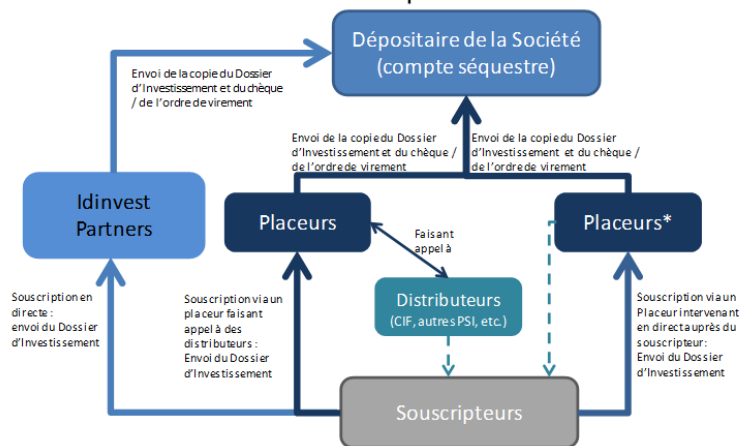 Dépositaire de la Société
(compte séquestre)
Envoi de la copie du Dossier
d’Investissement et du chèque
/ de l’ordre de virement
Envoi de la copie du Dossier
d’Investissement et du chèque /
de l’ordre de virement
Envoi de la copie du Dossier
d’Investissement et du chèque /
de l’ordre de virement
Idinvest
Partners
Placeurs
Placeurs*
Faisant
appel à
Distributeurs
(CIF, autres PSI, etc.)
Souscription en
directe :
envoi du Dossier
d’Investissement
Souscription via un
placeur faisant
appel à des
distributeurs :
Envoi du Dossier
d’Investissement
Souscription via un
Placeur intervenant
en direct auprès du
souscripteur:
Envoi du Dossier
d’Investissement
Souscripteurs